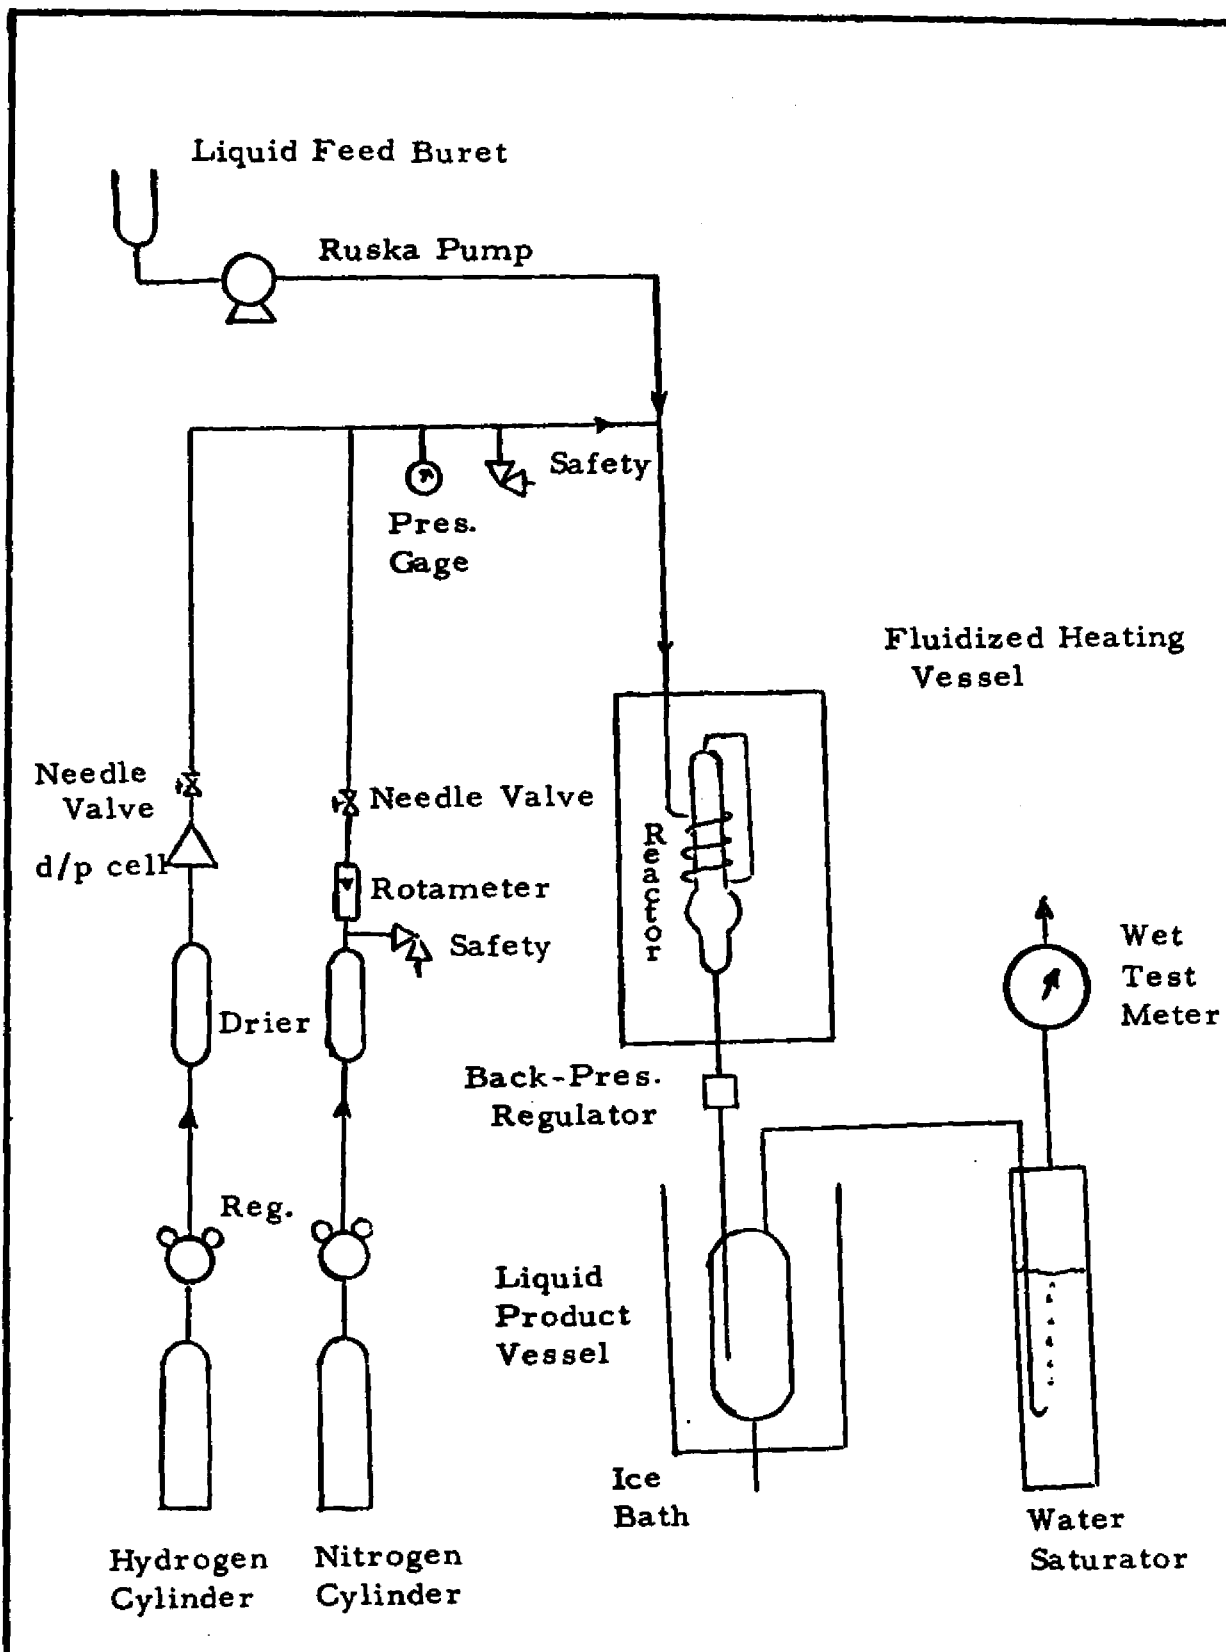 Liquid Feed Buret
Ruska Pump
Safety
Pres.
Gage
Fluidized Heating
Vessel
Needle
Valve
Needle Valve
d/p cell
Rotameter
Reactor
Safety
Drier
Wet
Test
Meter
Back-Pres.
Regulator
Reg.
Liquid
Product
Vessel
Ice
Bath
Water
Saturator
Hydrogen
Cylinder
Nitrogen
Cylinder